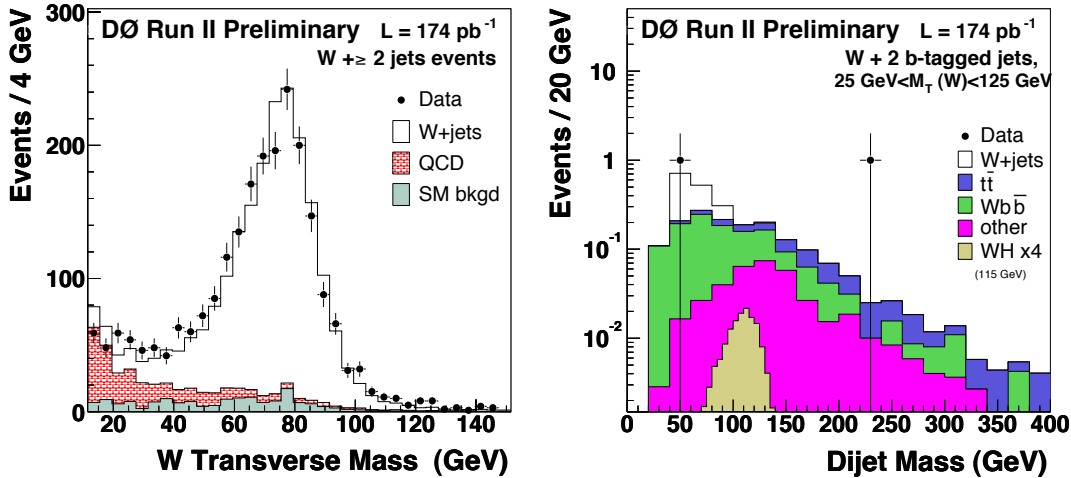 DØ Run II Preliminary L = 174 pb⁻¹
W +≥ 2 jets events
Data
W+jets
QCD
SM bkgd
Events / 4 GeV
300
200
100
0
20 40 60 80 100 120 140
W Transverse Mass (GeV)
DØ Run II Preliminary L = 174 pb⁻¹
W + 2 b-tagged jets,
25 GeV<M_T (W)<125 GeV
Data
W+jets
tt̄
Wbb̄
other
WH x4
(115 GeV)
Events / 20 GeV
10
1
10⁻¹
10⁻²
0 50 100 150 200 250 300 350 400
Dijet Mass (GeV)